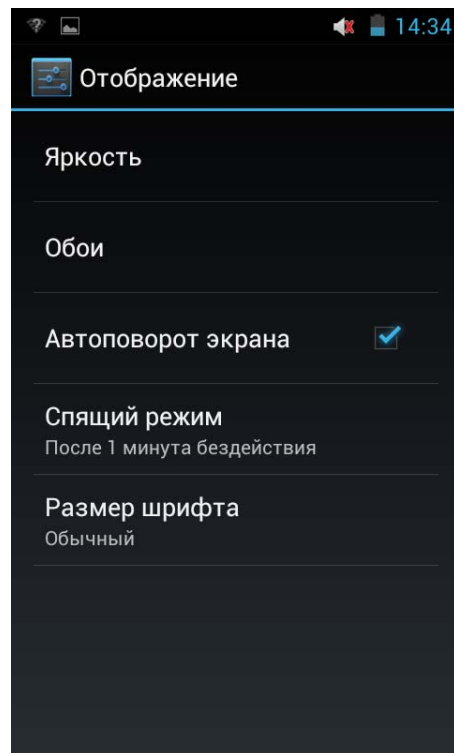 14:34
Отображение
Яркость
Обои
Автоповорот экрана
Спящий режим
После 1 минута бездействия
Размер шрифта
Обычный